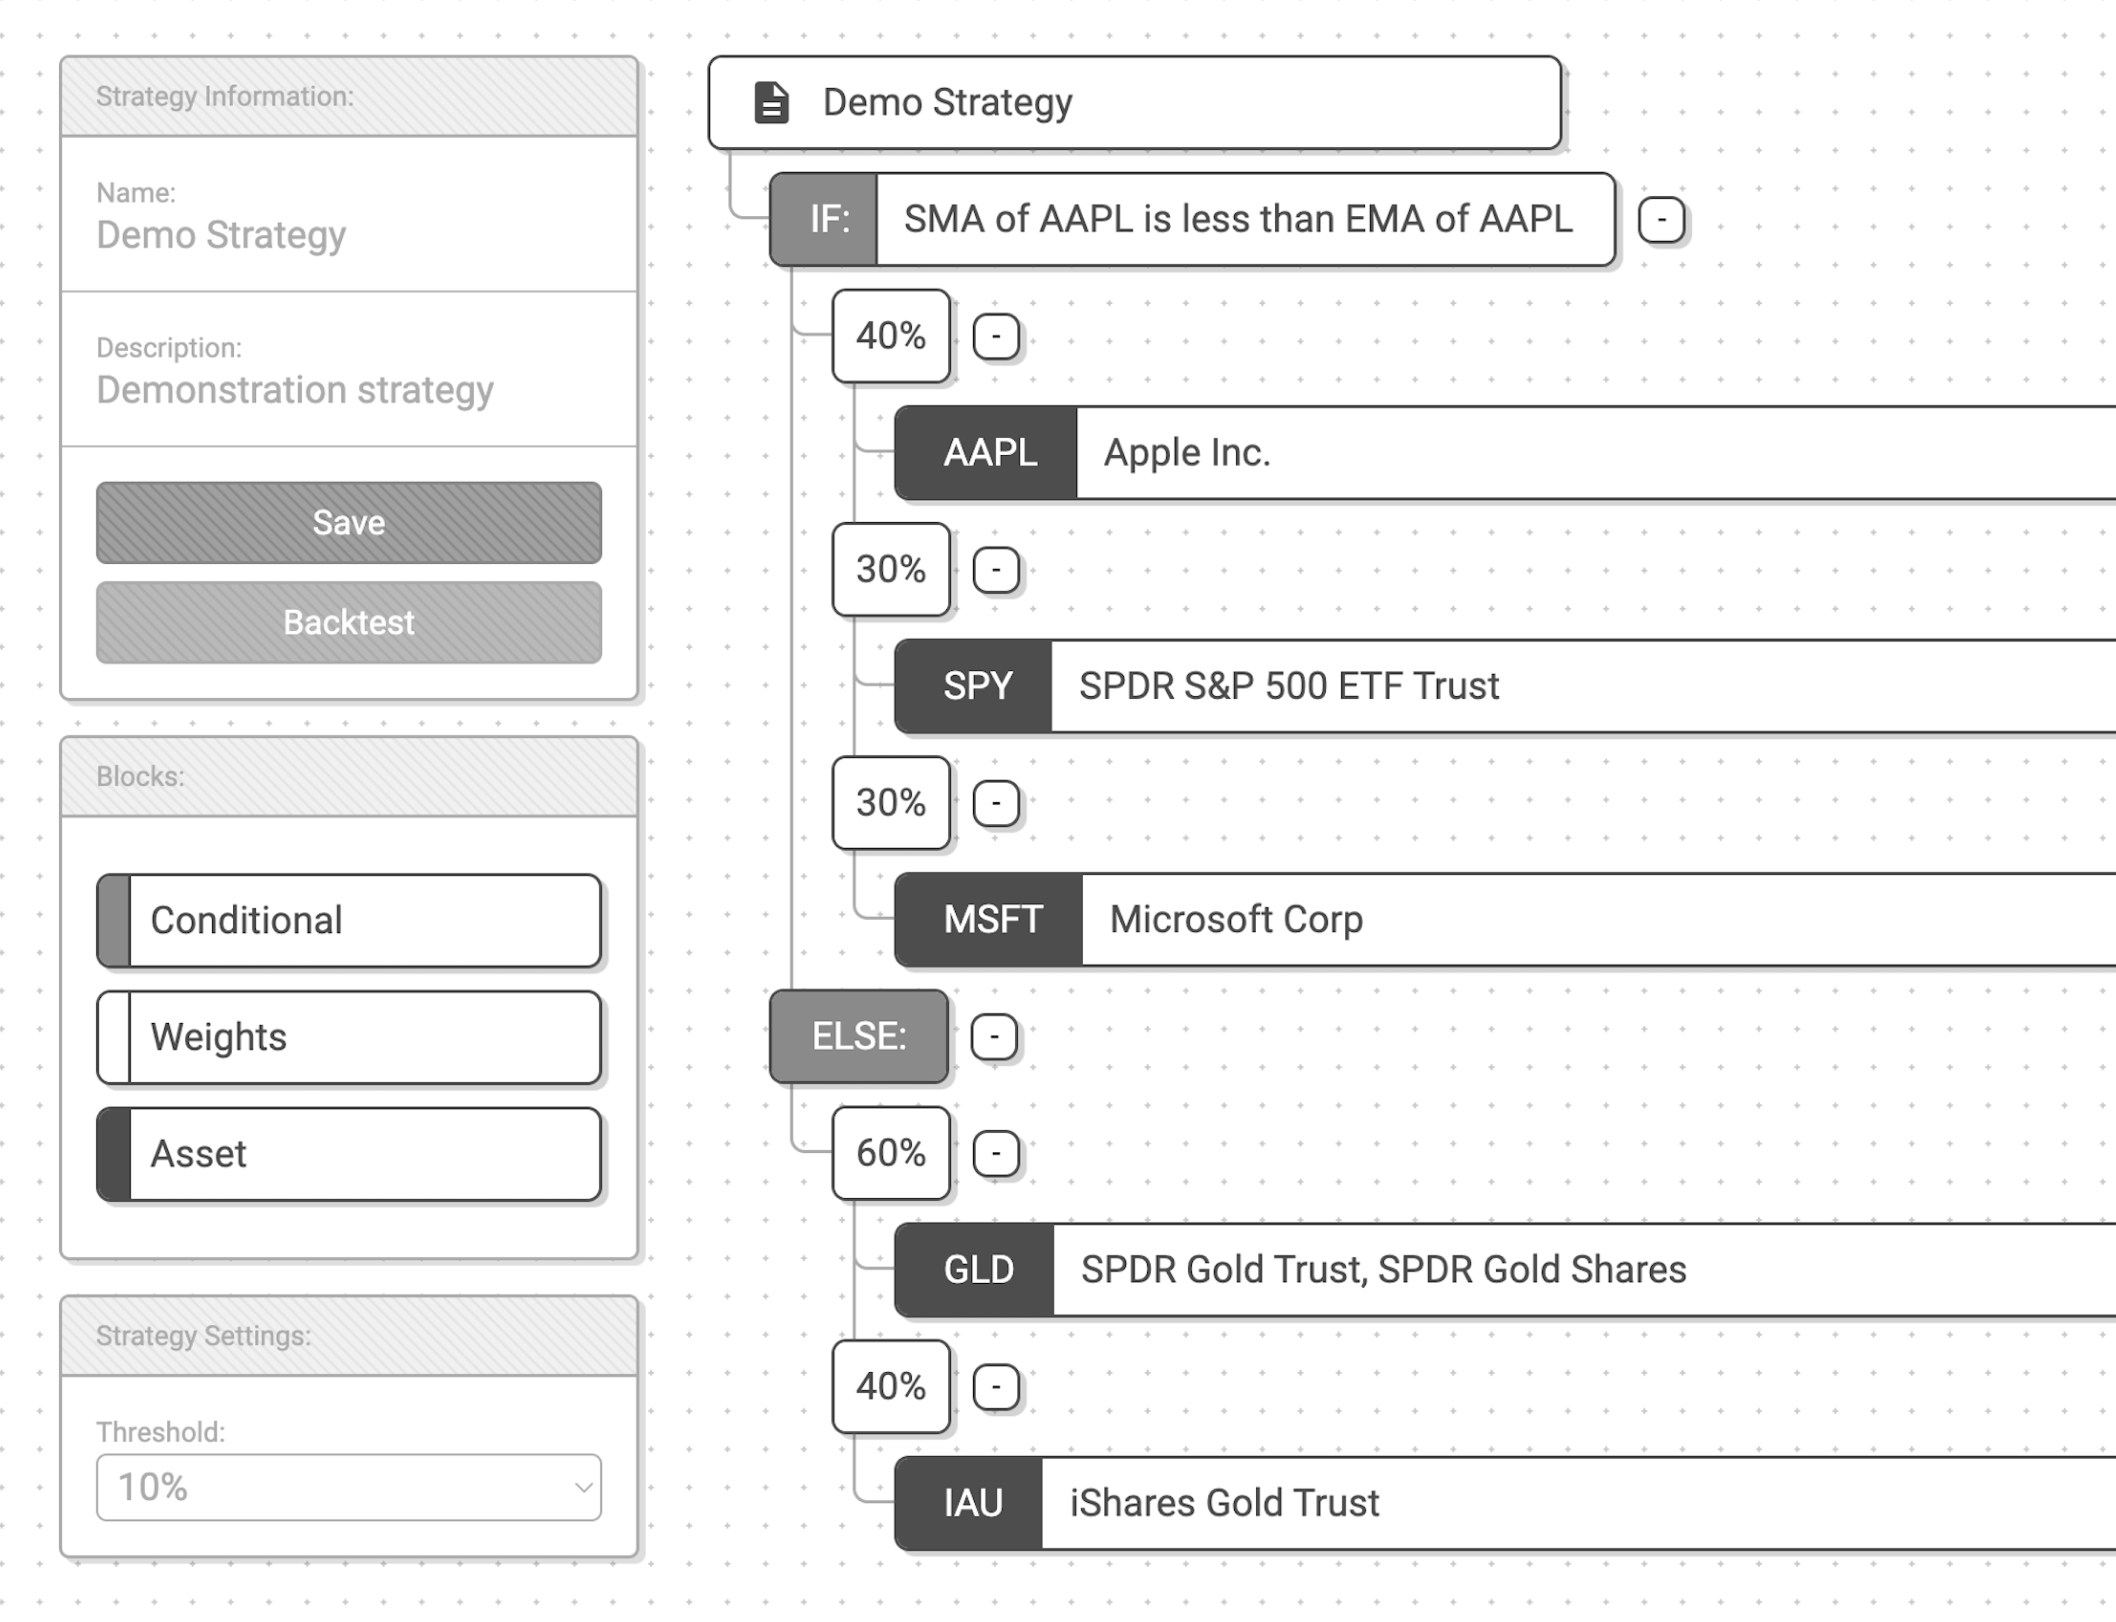 Strategy Information:
Name:
Demo Strategy
Description:
Demonstration strategy
Save
Backtest
Blocks:
Conditional
Weights
Asset
Strategy Settings:
Threshold:
10%
Demo Strategy
IF: SMA of AAPL is less than EMA of AAPL -
40% -
AAPL Apple Inc.
30% -
SPY SPDR S&P 500 ETF Trust
30% -
MSFT Microsoft Corp
ELSE: -
60% -
GLD SPDR Gold Trust, SPDR Gold Shares
40% -
IAU iShares Gold Trust